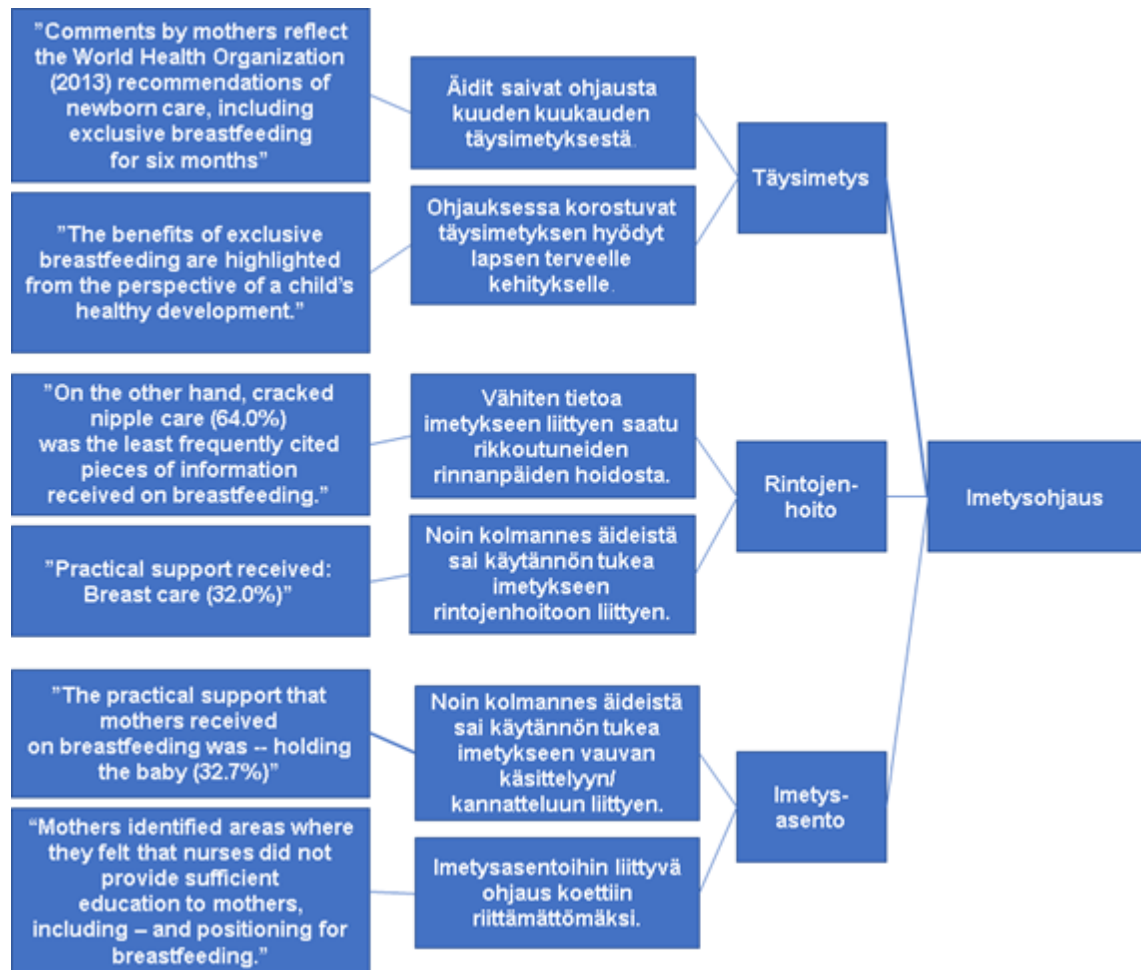 ”Comments by mothers reflect
the World Health Organization
(2013) recommendations of
newborn care, including
exclusive breastfeeding
for six months”
Äidit saivat ohjausta
kuuden kuukauden
täysimetyksestä.
Täysimetys
”The benefits of exclusive
breastfeeding are highlighted
from the perspective of a child’s
healthy development.”
Ohjauksessa korostuvat
täysimetyksen hyödyt
lapsen terveelle
kehitykselle.
”On the other hand, cracked
nipple care (64.0%)
was the least frequently cited
pieces of information
received on breastfeeding.”
Vähiten tietoa
imetykseen liittyen saatu
rikkoutuneiden
rinnanpäiden hoidosta.
Rintojen-
hoito
Imetysohjaus
”Practical support received:
Breast care (32.0%)”
Noin kolmannes äideistä
sai käytännön tukea
imetykseen
rintojenhoitoon liittyen.
”The practical support that
mothers received
on breastfeeding was -- holding
the baby (32.7%)”
Noin kolmannes äideistä
sai käytännön tukea
imetykseen vauvan
käsittelyyn/
kannatteluun liittyen.
Imetys-
asento
“Mothers identified areas where
they felt that nurses did not
provide sufficient
education to mothers,
including – and positioning for
breastfeeding.”
Imetysasentoihin liittyvä
ohjaus koettiin
riittämättömäksi.